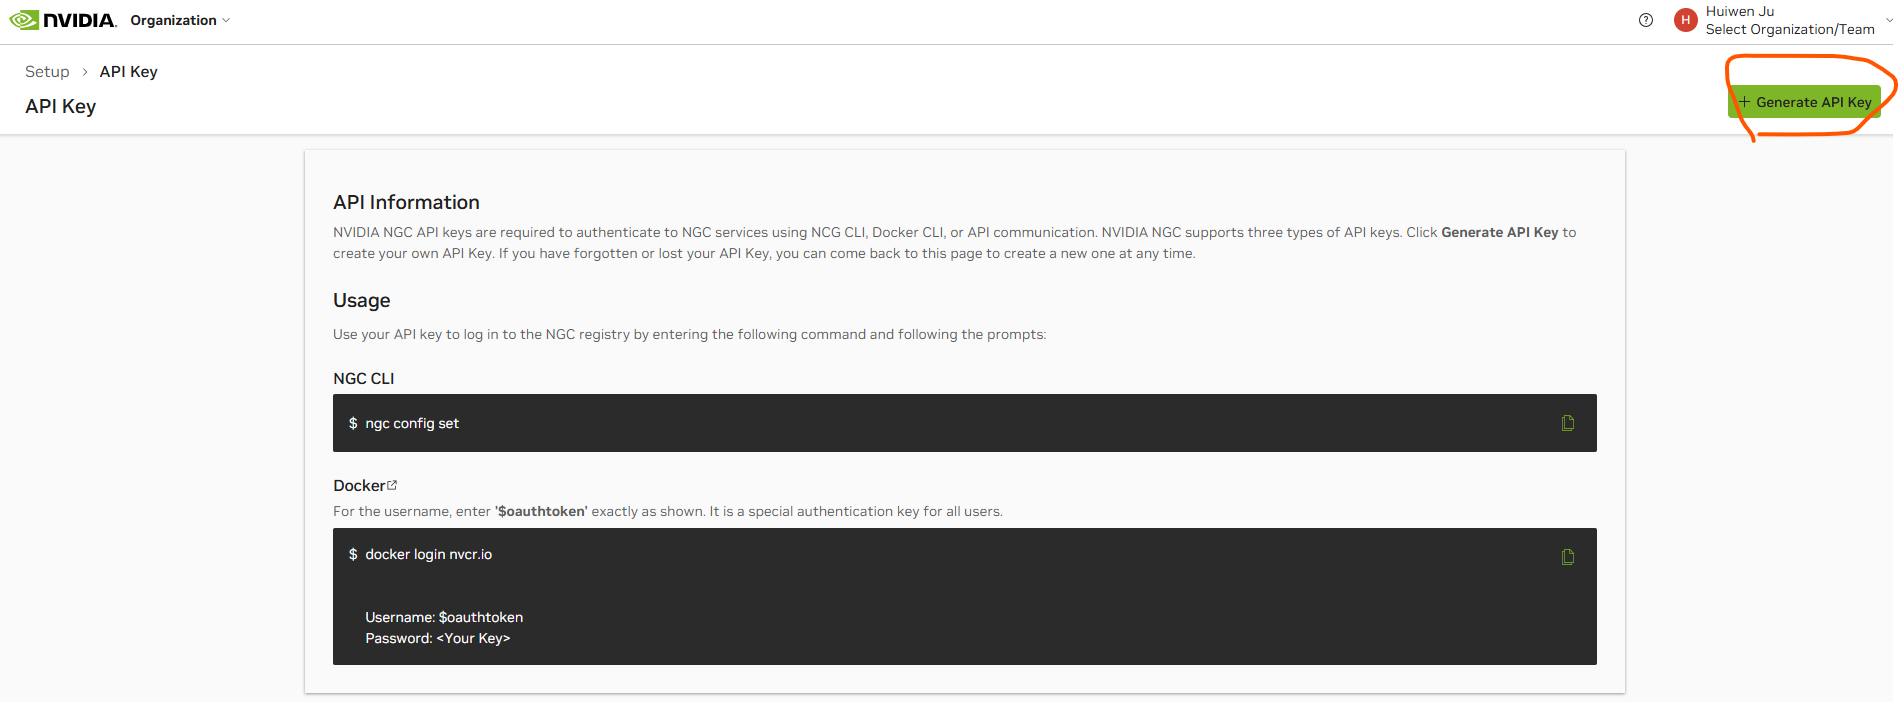 NVIDIA. Organization
Huiwen Ju
Select Organization/Team
Setup > API Key
API Key
+ Generate API Key
API Information
NVIDIA NGC API keys are required to authenticate to NGC services using NCG CLI, Docker CLI, or API communication. NVIDIA NGC supports three types of API keys. Click Generate API Key to
create your own API Key. If you have forgotten or lost your API Key, you can come back to this page to create a new one at any time.
Usage
Use your API key to log in to the NGC registry by entering the following command and following the prompts:
NGC CLI
$ ngc config set
Docker
For the username, enter '$oauthtoken' exactly as shown. It is a special authentication key for all users.
$ docker login nvcr.io
Username: $oauthtoken
Password: <Your Key>